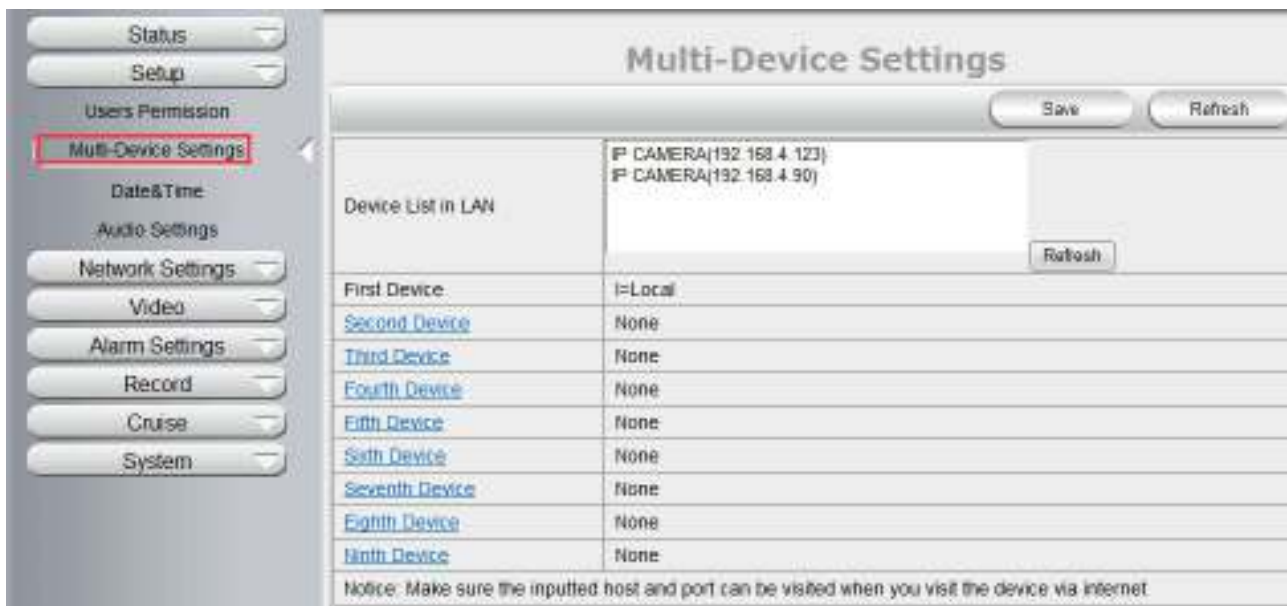 Status
Setup
Users Permission
Multi-Device Settings
Date&Time
Audio Settings
Network Settings
Video
Alarm Settings
Record
Cruise
System
Multi-Device Settings
Save
Refresh
Device List in LAN
IP CAMERA(192.168.4.123)
IP CAMERA(192.168.4.90)
Refresh
First Device
Local
Second Device
None
Third Device
None
Fourth Device
None
Fifth Device
None
Sixth Device
None
Seventh Device
None
Eighth Device
None
Ninth Device
None
Notice: Make sure the inputted host and port can be visited when you visit the device via internet